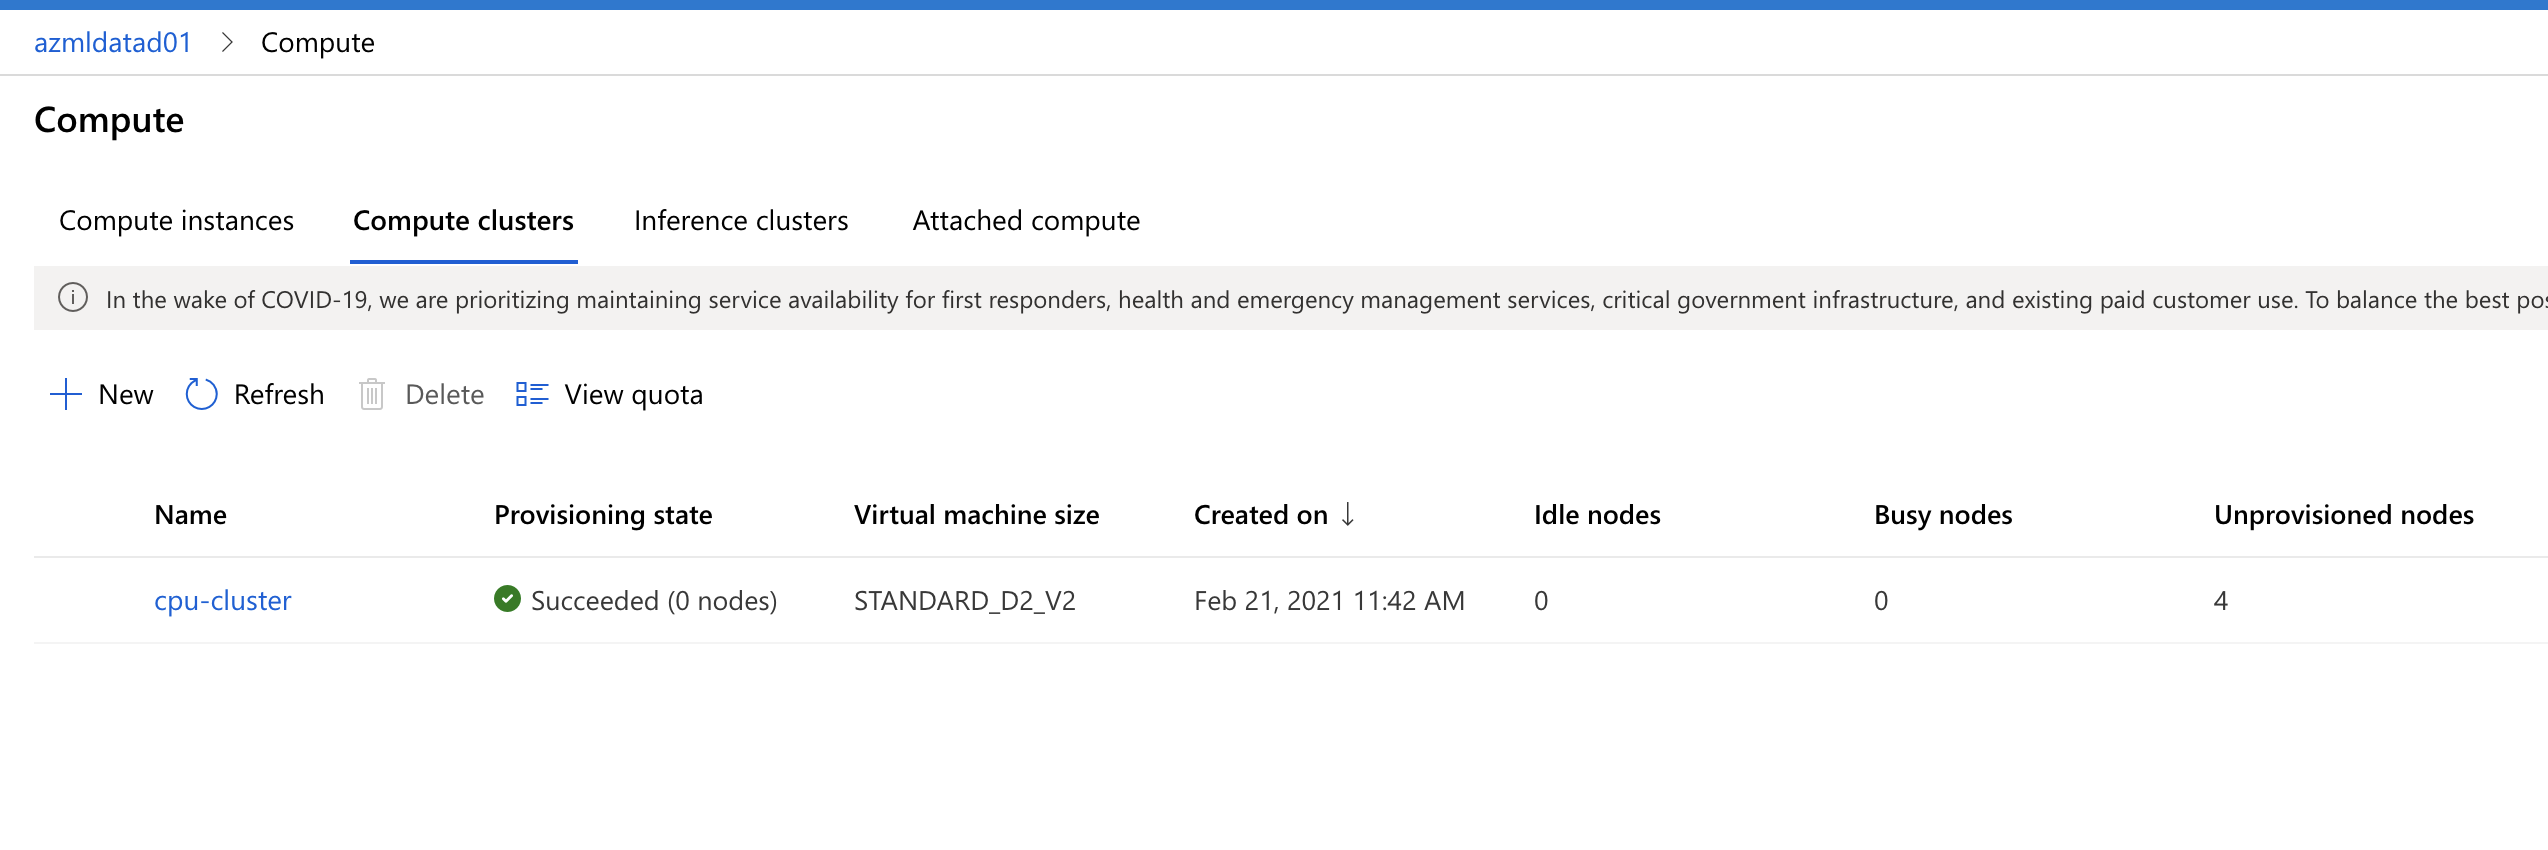 azmldatad01 > Compute
Compute
Compute instances Compute clusters Inference clusters Attached compute
In the wake of COVID-19, we are prioritizing maintaining service availability for first responders, health and emergency management services, critical government infrastructure, and existing paid customer use. To balance the best
New Refresh Delete View quota
Name Provisioning state Virtual machine size Created on ↓ Idle nodes Busy nodes Unprovisioned nodes
cpu-cluster Succeeded (0 nodes) STANDARD_D2_V2 Feb 21, 2021 11:42 AM 0 0 4